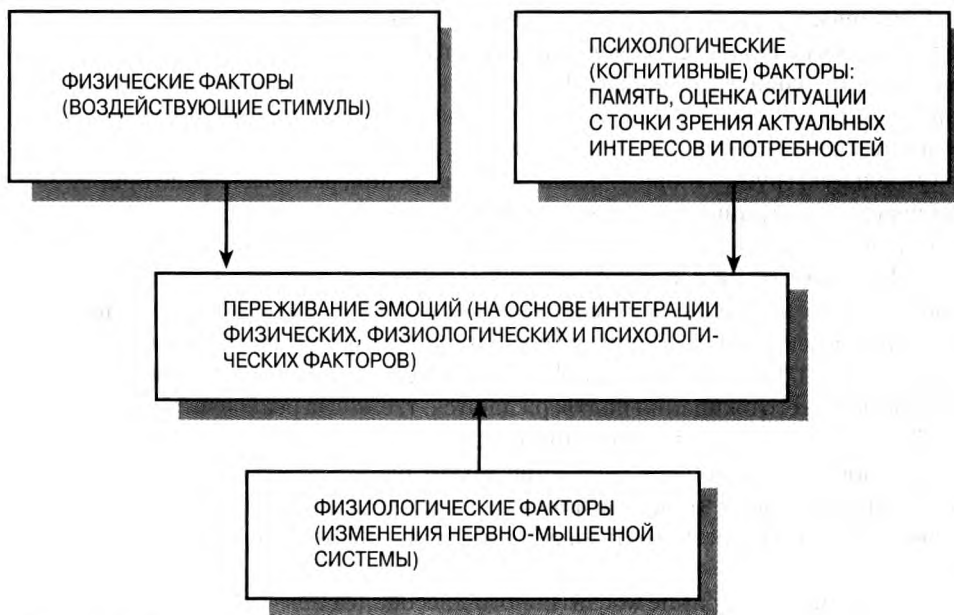 ФИЗИЧЕСКИЕ ФАКТОРЫ
(ВОЗДЕЙСТВУЮЩИЕ СТИМУЛЫ)
ПСИХОЛОГИЧЕСКИЕ
(КОГНИТИВНЫЕ) ФАКТОРЫ:
ПАМЯТЬ, ОЦЕНКА СИТУАЦИИ
С ТОЧКИ ЗРЕНИЯ АКТУАЛЬНЫХ
ИНТЕРЕСОВ И ПОТРЕБНОСТЕЙ
ПЕРЕЖИВАНИЕ ЭМОЦИЙ (НА ОСНОВЕ ИНТЕГРАЦИИ
ФИЗИЧЕСКИХ, ФИЗИОЛОГИЧЕСКИХ И ПСИХОЛОГИ-
ЧЕСКИХ ФАКТОРОВ)
ФИЗИОЛОГИЧЕСКИЕ ФАКТОРЫ
(ИЗМЕНЕНИЯ НЕРВНО-МЫШЕЧНОЙ
СИСТЕМЫ)